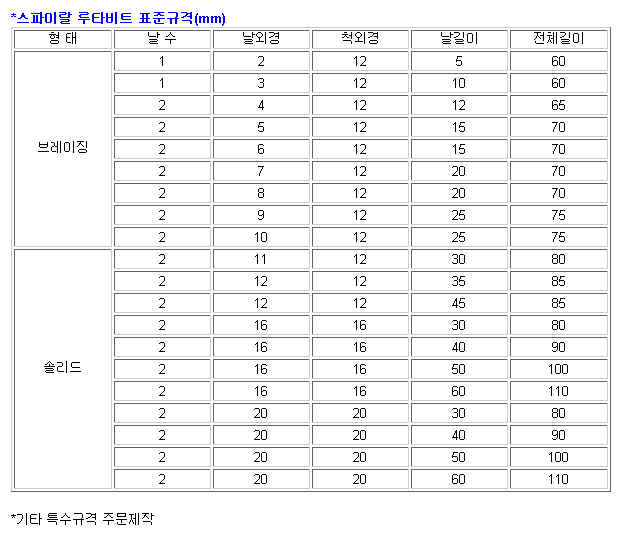 *스파이랄 루타비트 표준규격(mm)
형 태 날 수 날외경 척외경 날길이 전체길이
1 2 12 5 60
1 3 12 10 60
2 4 12 12 65
2 5 12 15 70
브레이징 2 6 12 15 70
2 7 12 20 70
2 8 12 20 70
2 9 12 25 75
2 10 12 25 75
2 11 12 30 80
2 12 12 35 85
2 12 12 45 85
2 16 16 30 80
2 16 16 40 90
솔리드 2 16 16 50 100
2 16 16 60 110
2 20 20 30 80
2 20 20 40 90
2 20 20 50 100
2 20 20 60 110
*기타 특수규격 주문제작